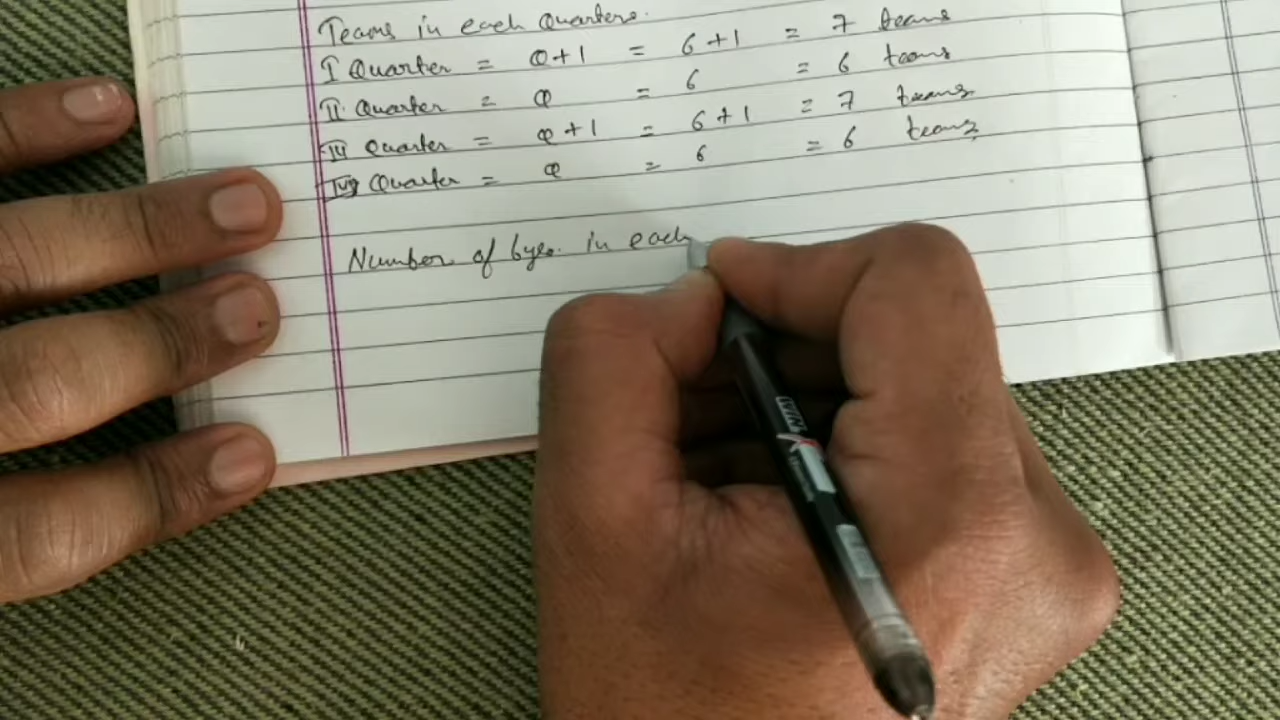 Teams in each Quarters.
I Quarter = Q+1 = 6+1 = 7 teams
II Quarter = Q = 6 = 6 teams
III Quarter = Q+1 = 6+1 = 7 teams
IV Quarter = Q = 6 = 6 teams
Number of byes in each